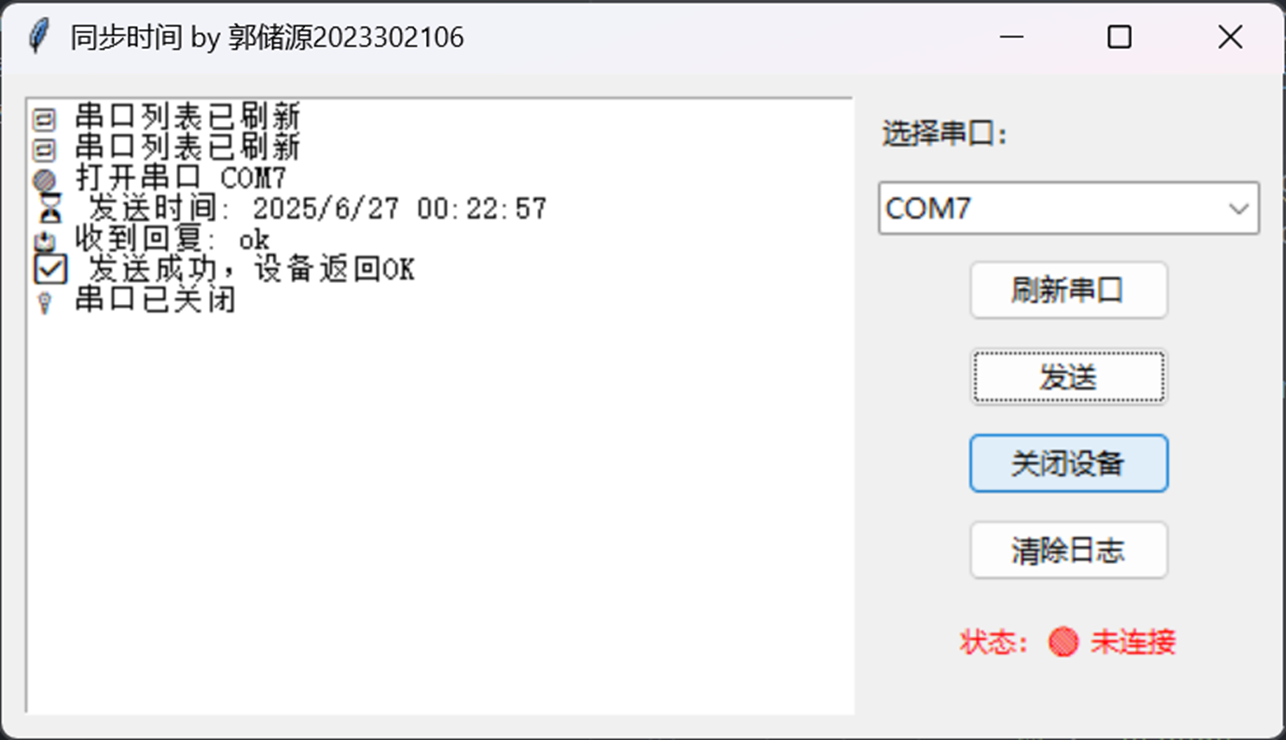 同步时间 by 郭储源2023302106
串口列表已刷新
串口列表已刷新
打开串口 COM7
发送时间: 2025/6/27 00:22:57
收到回复: ok
发送成功，设备返回OK
串口已关闭
选择串口：
COM7
刷新串口
发送
关闭设备
清除日志
状态： 未连接